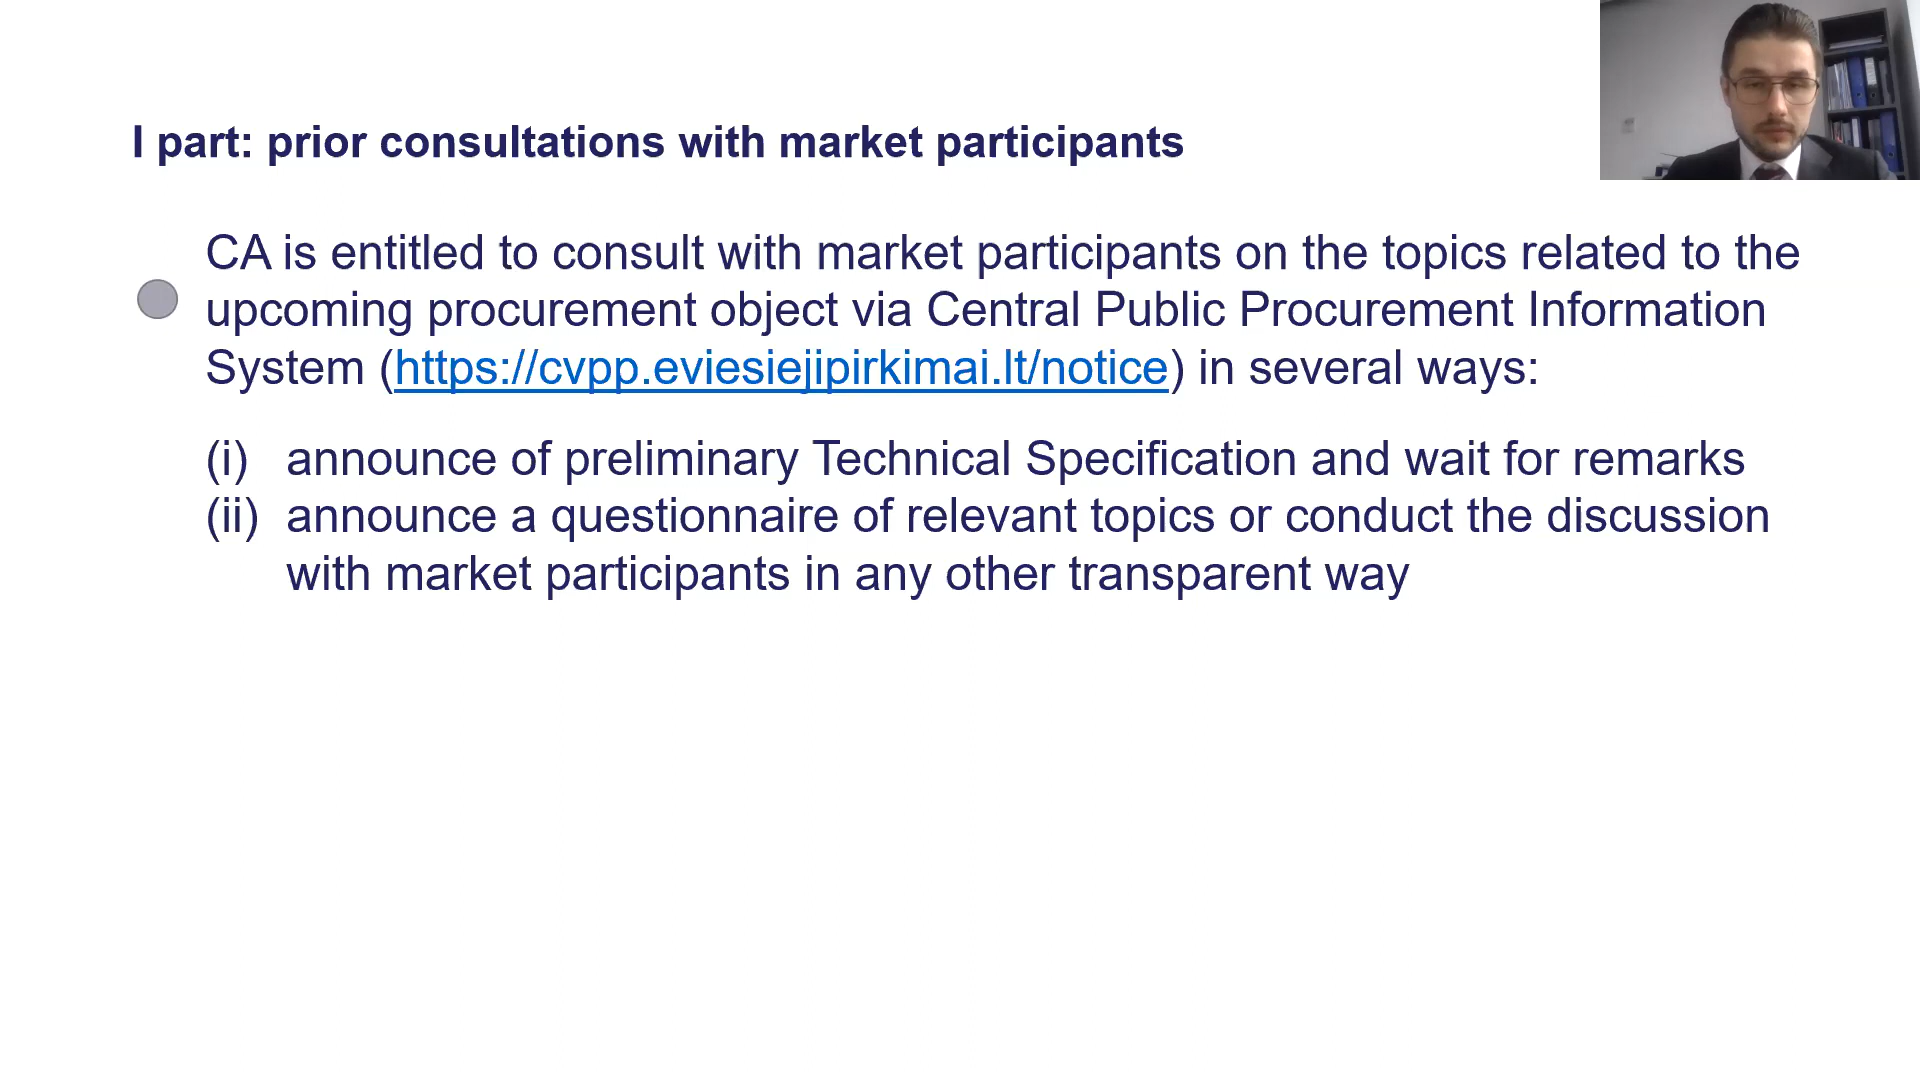 I part: prior consultations with market participants
CA is entitled to consult with market participants on the topics related to the
upcoming procurement object via Central Public Procurement Information
System (https://cvpp.eviesiejipirkimai.lt/notice) in several ways:
(i) announce of preliminary Technical Specification and wait for remarks
(ii) announce a questionnaire of relevant topics or conduct the discussion
with market participants in any other transparent way